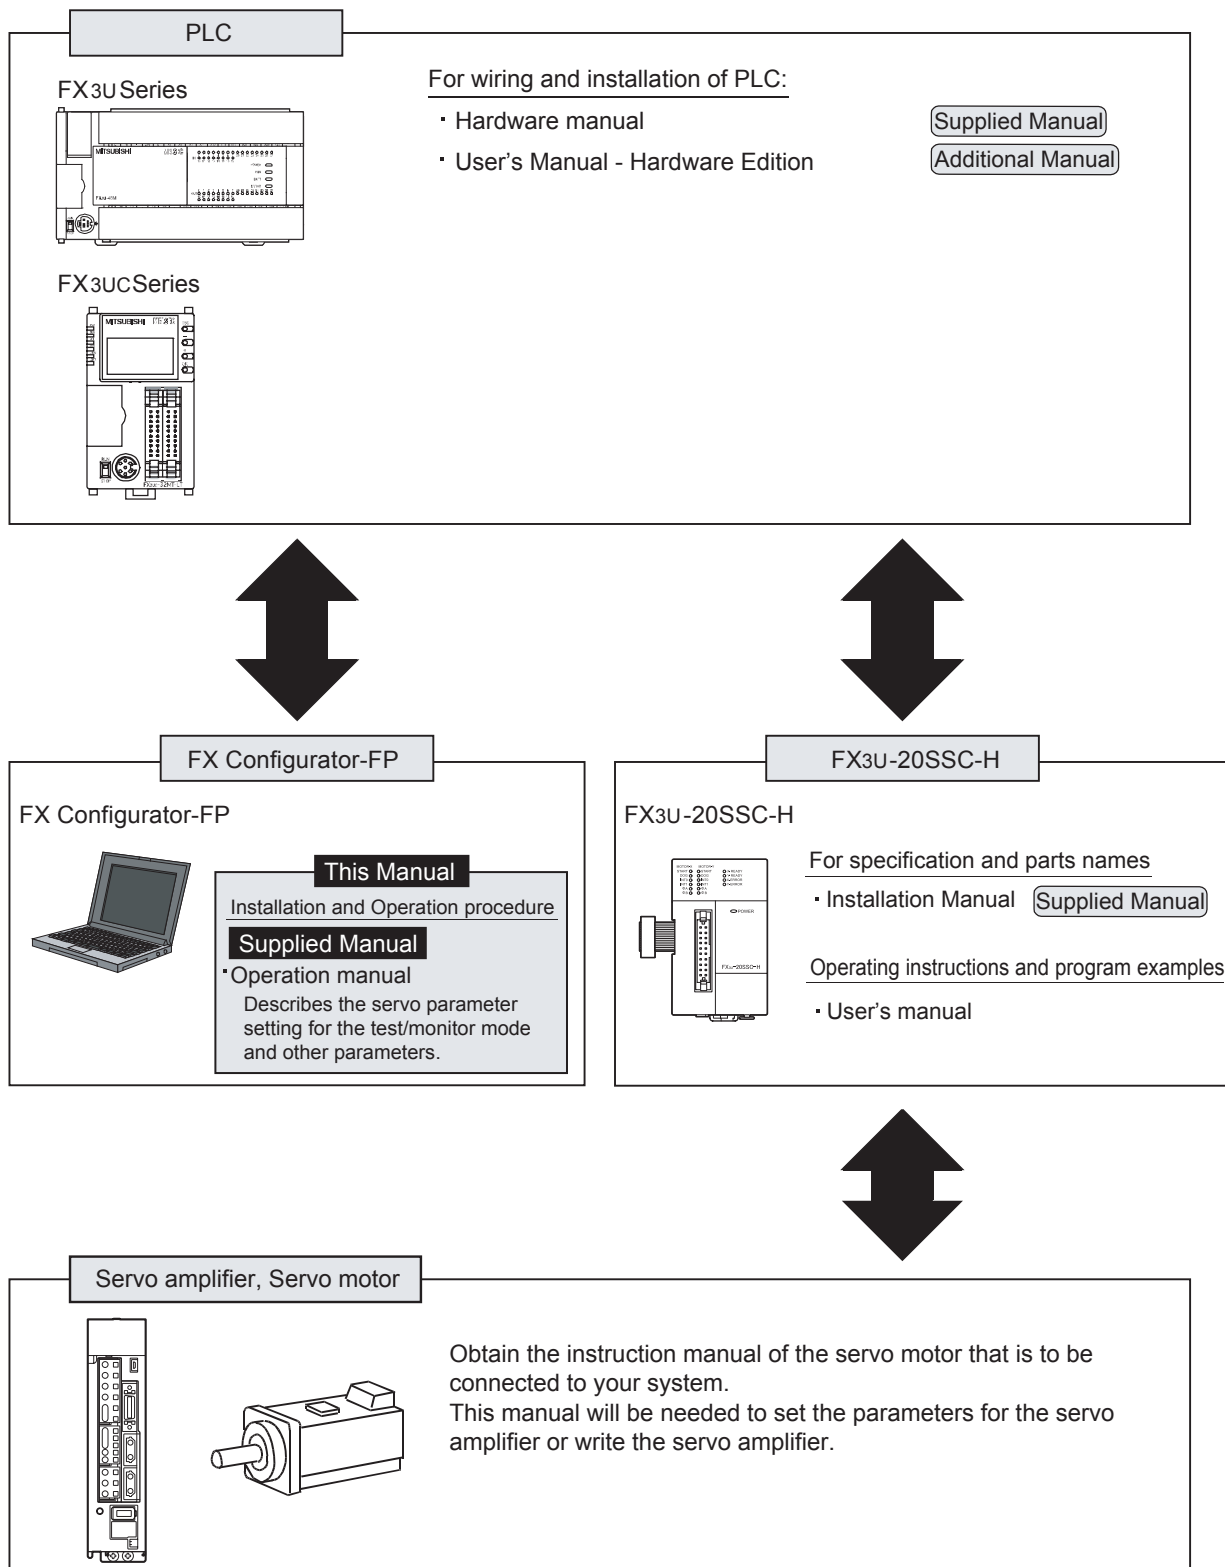 PLC
FX3U Series
For wiring and installation of PLC:
· Hardware manual
Supplied Manual
· User's Manual - Hardware Edition
Additional Manual
MITSUBISHI
FX3UC Series
MITSUBISHI
FX Configurator-FP
FX Configurator-FP
This Manual
Installation and Operation procedure
Supplied Manual
· Operation manual
Describes the servo parameter
setting for the test/monitor mode
and other parameters.
FX3U-20SSC-H
FX3U-20SSC-H
POWER
FX3U-20SSC-H
For specification and parts names
· Installation Manual
Supplied Manual
Operating instructions and program examples
· User's manual
Servo amplifier, Servo motor
Obtain the instruction manual of the servo motor that is to be
connected to your system.
This manual will be needed to set the parameters for the servo
amplifier or write the servo amplifier.